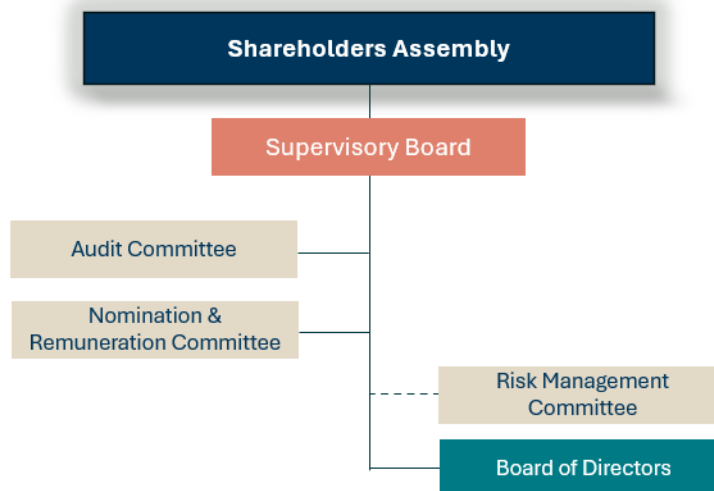 Shareholders Assembly
Supervisory Board
Audit Committee
Nomination &
Remuneration Committee
Risk Management
Committee
Board of Directors